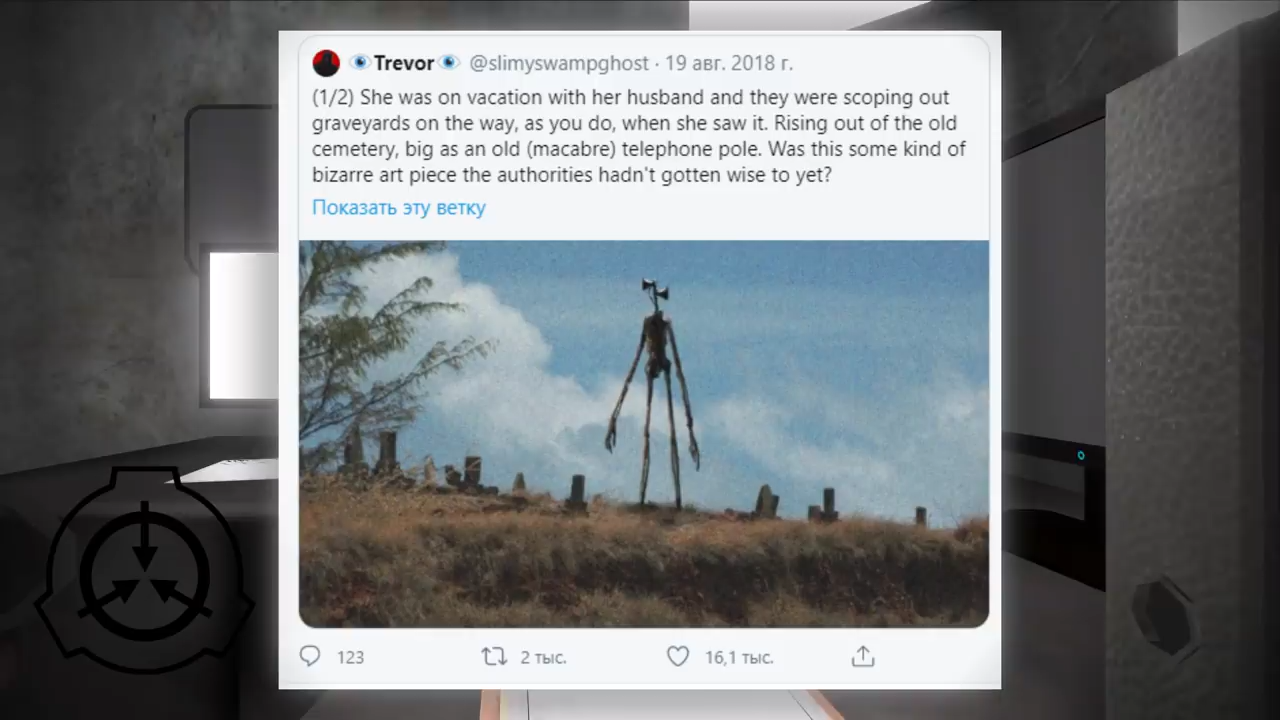 👁Trevor👁 @slimyswampghost · 19 авг. 2018 г.
(1/2) She was on vacation with her husband and they were scoping out
graveyards on the way, as you do, when she saw it. Rising out of the old
cemetery, big as an old (macabre) telephone pole. Was this some kind of
bizarre art piece the authorities hadn't gotten wise to yet?
Показать эту ветку
123 2 тыс. 16,1 тыс.